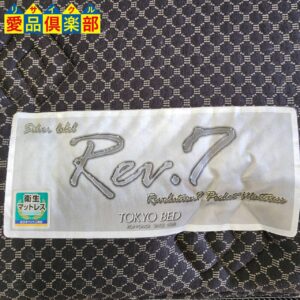 リサイクル
愛品倶楽部
Silver label
Rev.7
Revolution.7 Pocket Mattress
衛生
マットレス
TOKYO BED